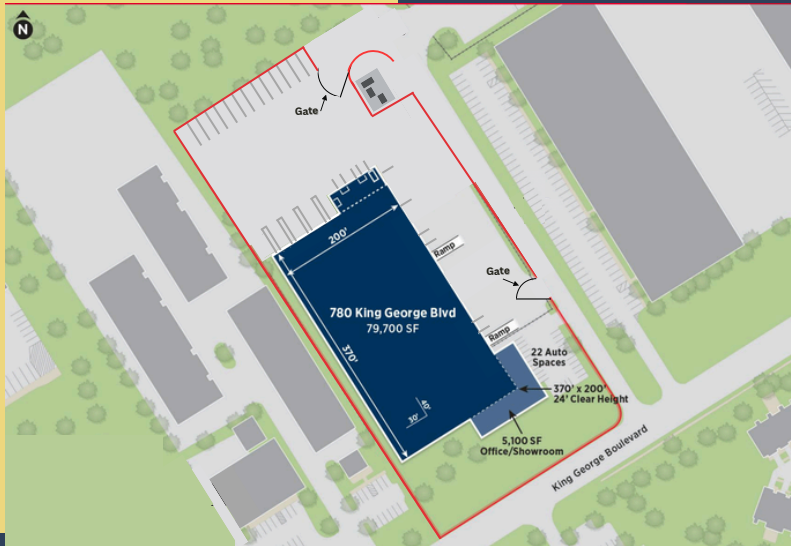 N
Gate
200'
Ramp
Gate
780 King George Blvd
79,700 SF
370'
Ramp
22 Auto
Spaces
370' x 200'
24' Clear Height
40'
30'
5,100 SF
Office/Showroom
King George Boulevard